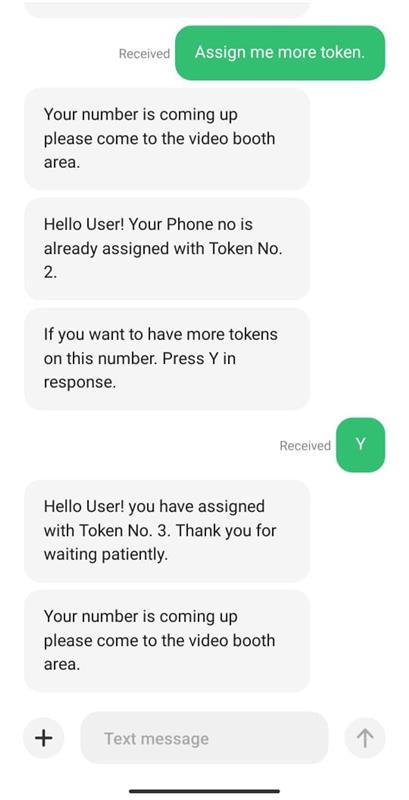 Received
Assign me more token.
Your number is coming up
please come to the video booth
area.
Hello User! Your Phone no is
already assigned with Token No.
2.
If you want to have more tokens
on this number. Press Y in
response.
Received
Y
Hello User! you have assigned
with Token No. 3. Thank you for
waiting patiently.
Your number is coming up
please come to the video booth
area.
Text message